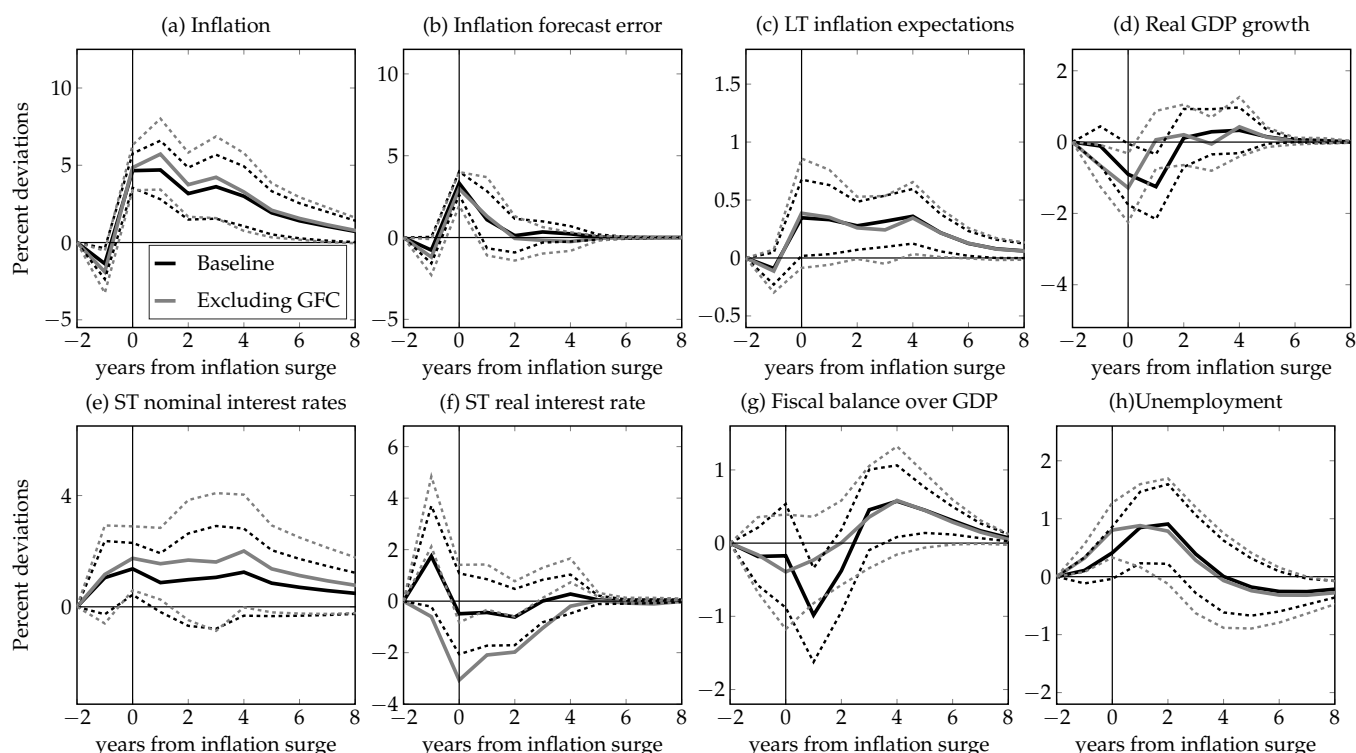 (a) Inflation
(b) Inflation forecast error
(c) LT inflation expectations
(d) Real GDP growth
Percent deviations
10
5
0
−5
−2 0 2 4 6 8
years from inflation surge
Baseline
Excluding GFC
10
5
0
−5
−2 0 2 4 6 8
years from inflation surge
1.5
1
0.5
0
−0.5
−2 0 2 4 6 8
years from inflation surge
2
0
−2
−4
−2 0 2 4 6 8
years from inflation surge
(e) ST nominal interest rates
(f) ST real interest rate
(g) Fiscal balance over GDP
(h)Unemployment
Percent deviations
4
2
0
−2 0 2 4 6 8
years from inflation surge
6
4
2
0
−2
−4
−2 0 2 4 6 8
years from inflation surge
1
0
−1
−2
−2 0 2 4 6 8
years from inflation surge
2
1
0
−1
−2
−2 0 2 4 6 8
years from inflation surge